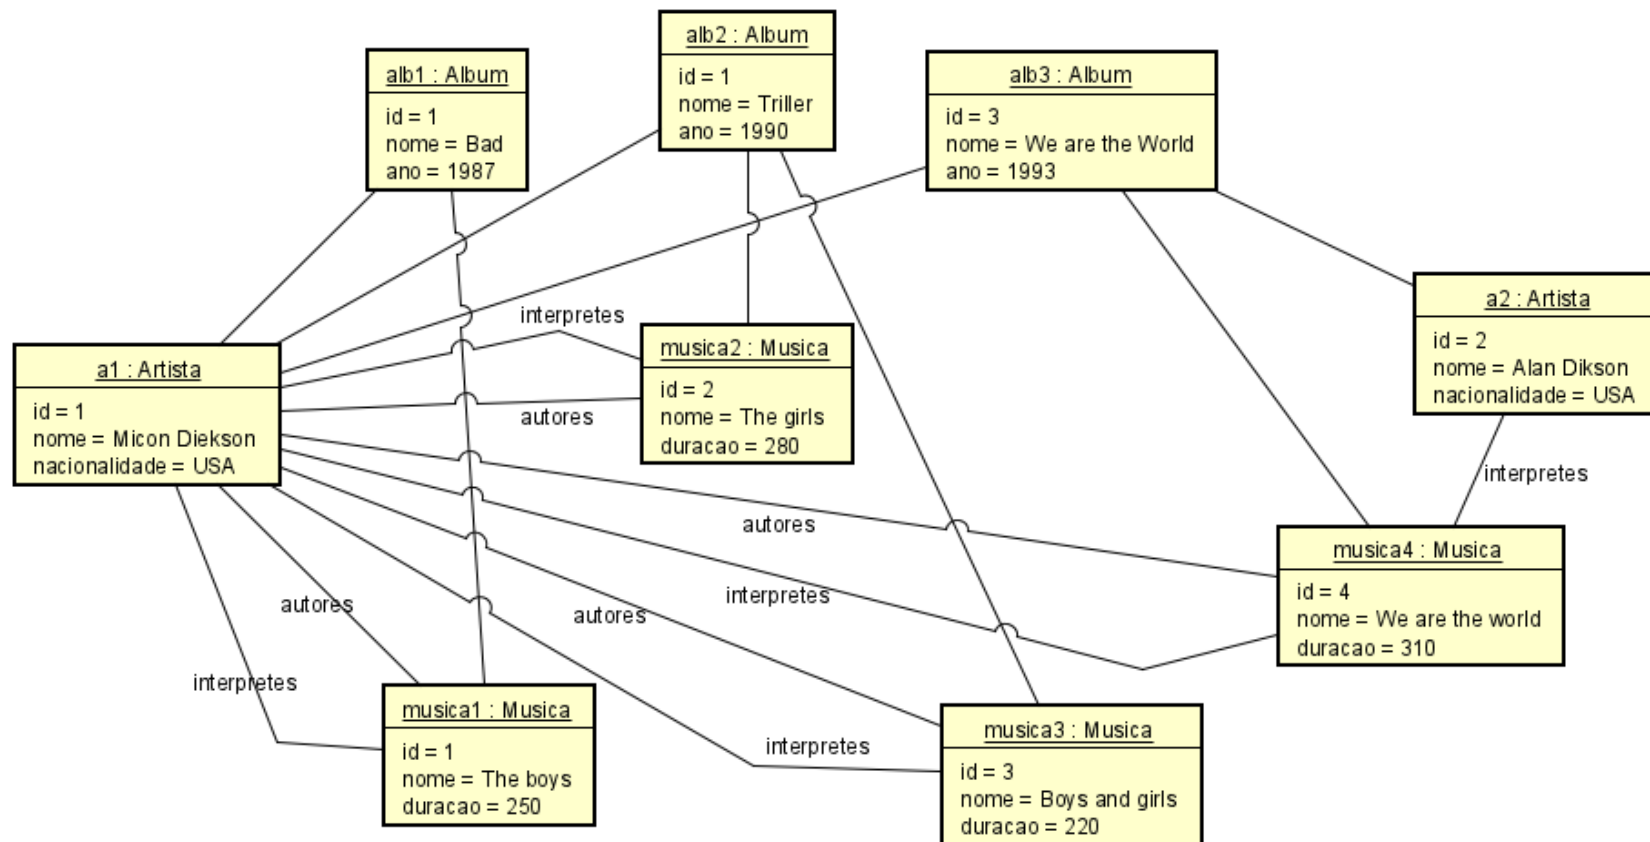 alb1 : Album
id = 1
nome = Bad
ano = 1987
alb2 : Album
id = 1
nome = Triller
ano = 1990
alb3 : Album
id = 3
nome = We are the World
ano = 1993
a1 : Artista
id = 1
nome = Micon Diekson
nacionalidade = USA
interpretes
autores
musica2 : Musica
id = 2
nome = The girls
duracao = 280
a2 : Artista
id = 2
nome = Alan Dikson
nacionalidade = USA
interpretes
autores
interpretes
musica4 : Musica
id = 4
nome = We are the world
duracao = 310
autores
interpretes
autores
interpretes
musica1 : Musica
id = 1
nome = The boys
duracao = 250
musica3 : Musica
id = 3
nome = Boys and girls
duracao = 220